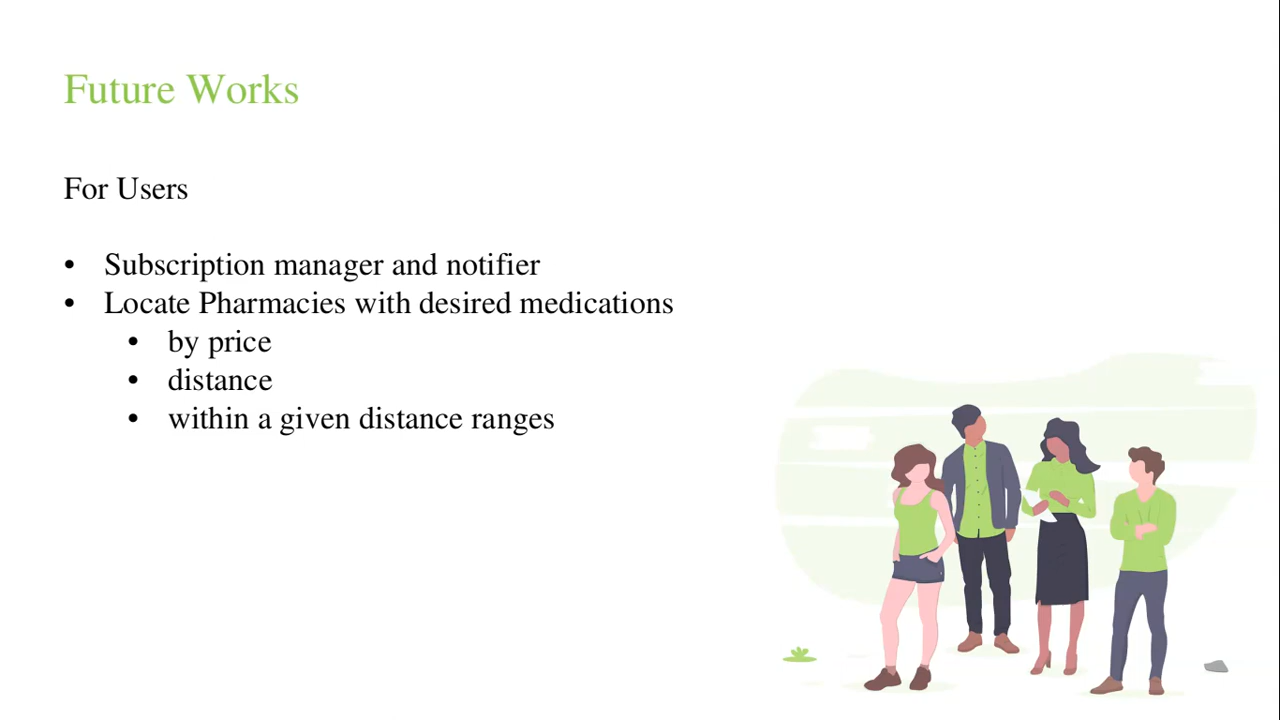 Future Works
For Users
• Subscription manager and notifier
• Locate Pharmacies with desired medications
• by price
• distance
• within a given distance ranges